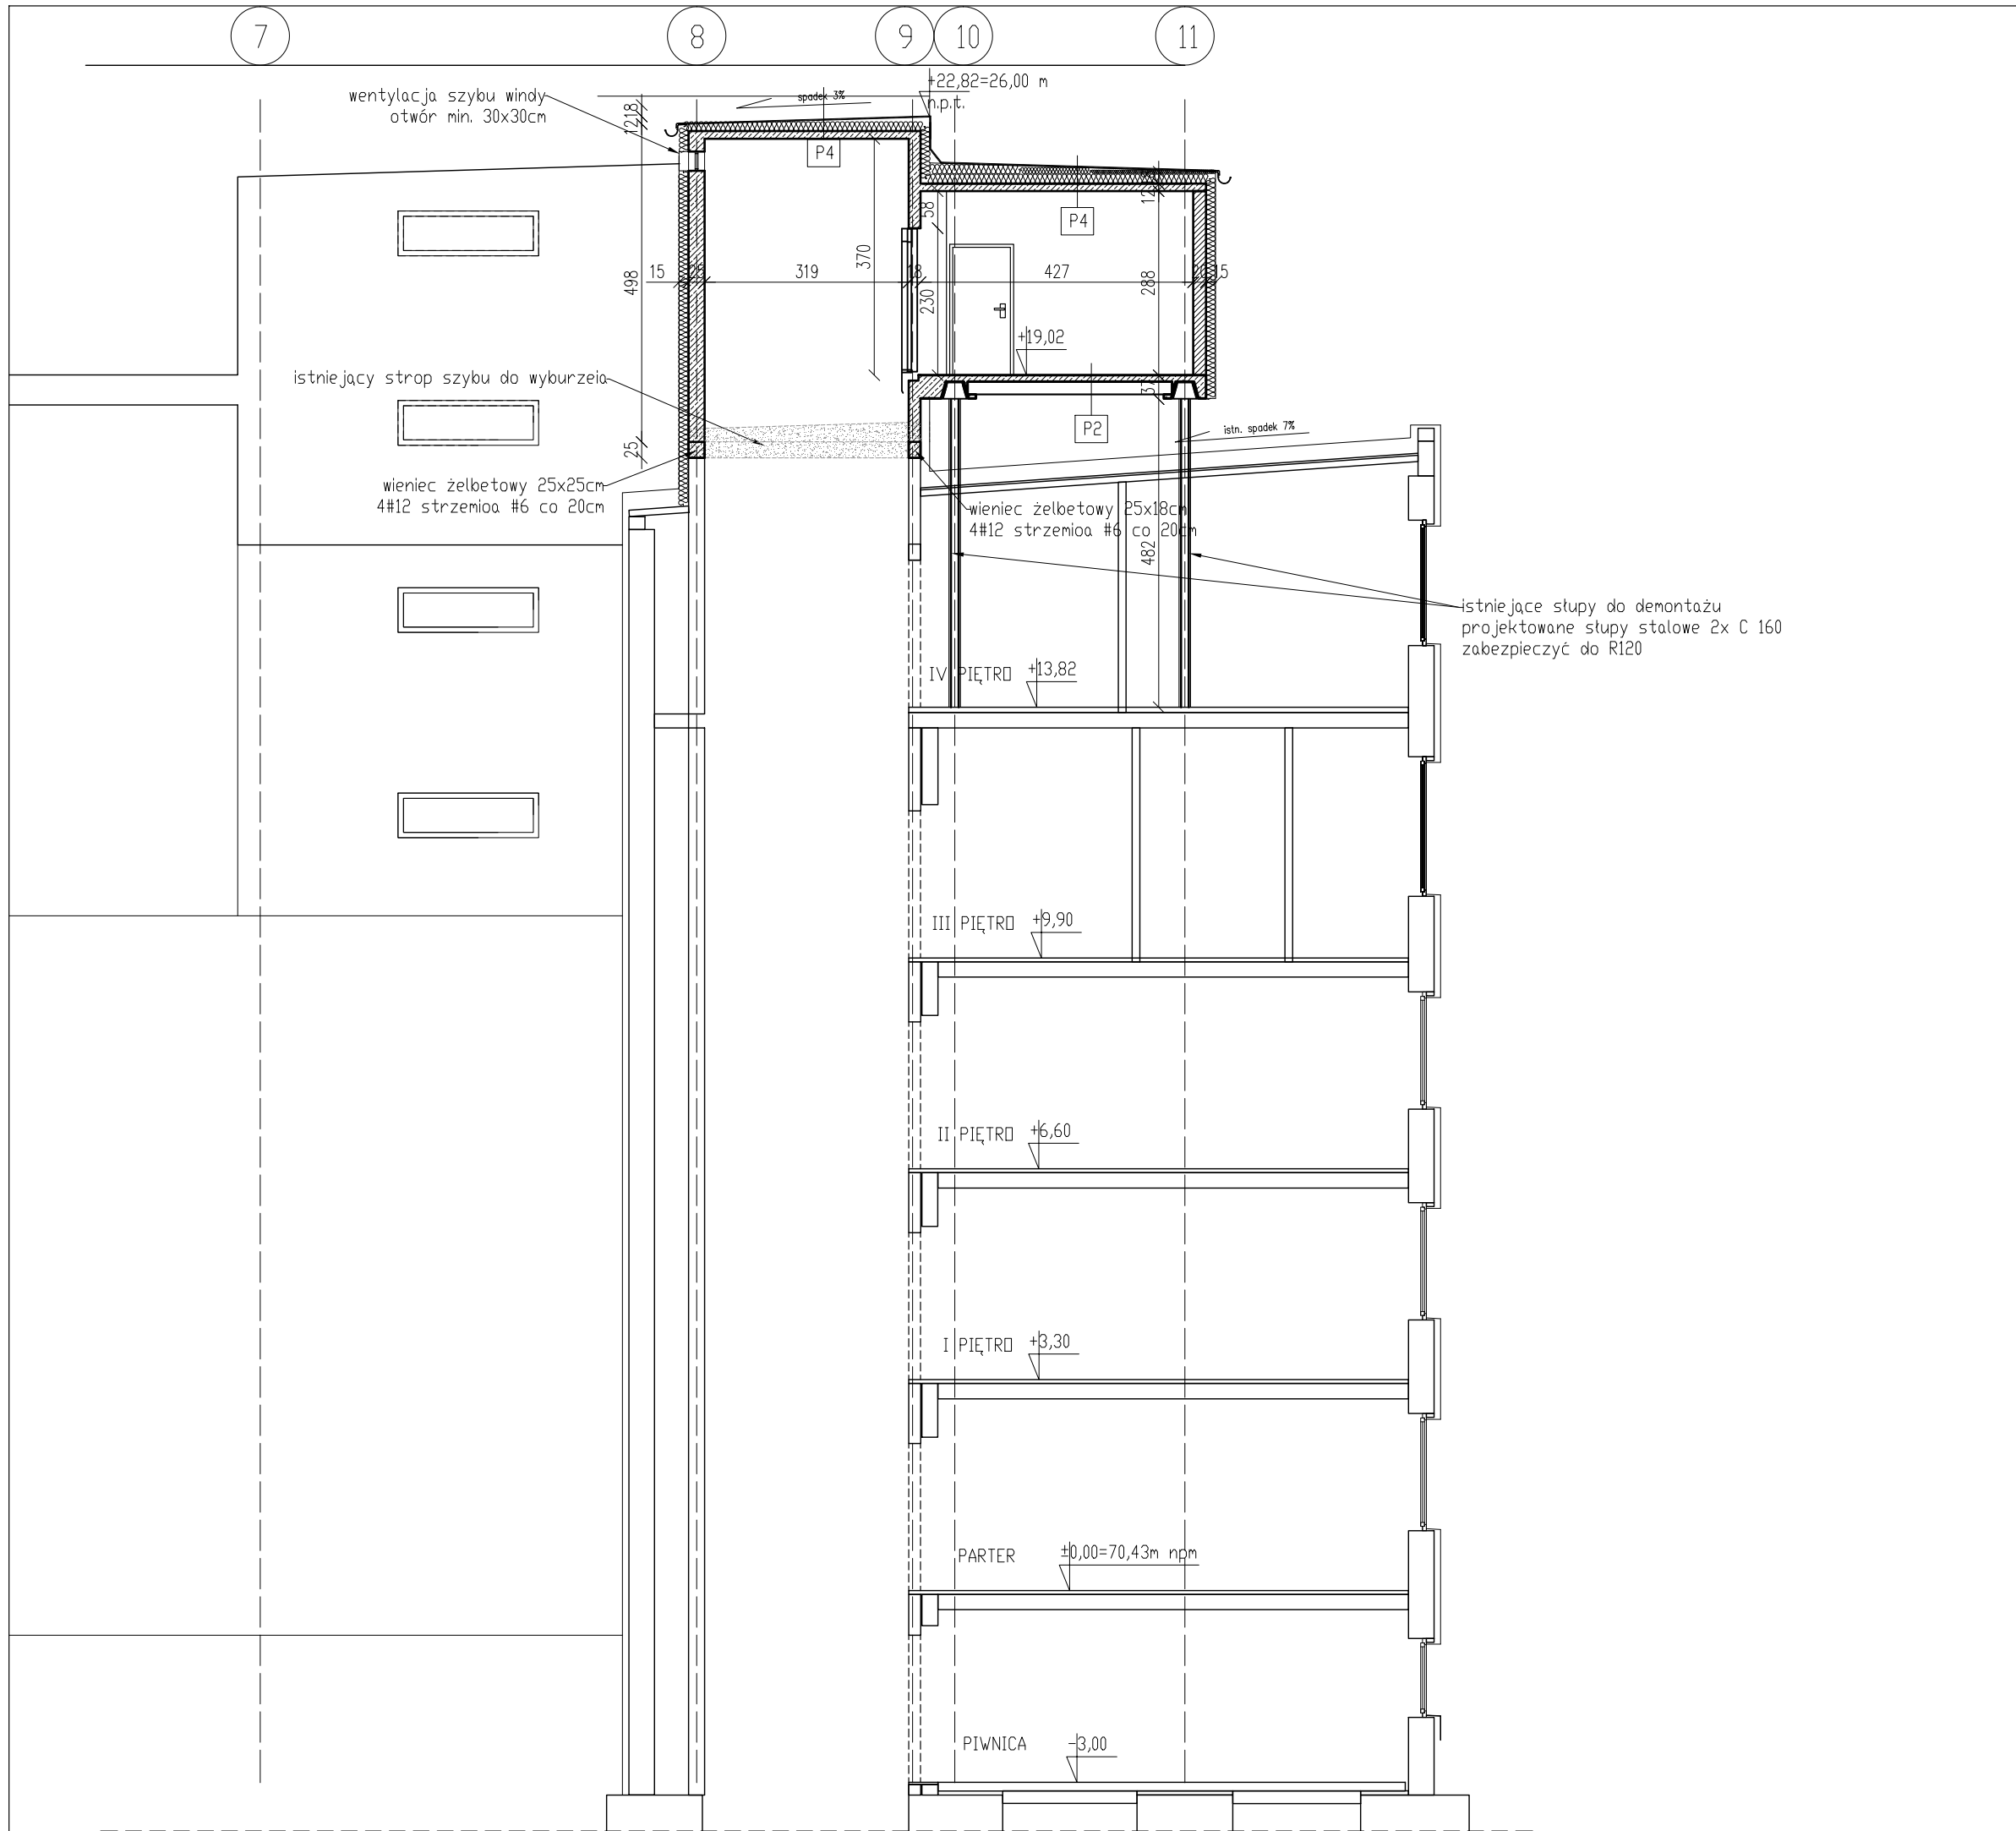 7
8
9
10
11
+22,82=26,00 m
n.p.t.
wentylacja szybu windy
otwór min. 30x30cm
spadek 3%
1218
P4
P4
58
370
498
15
25
319
18
427
20
15
230
288
+19,02
istniejący strop szybu do wyburzeia
37
P2
istn. spadek 7%
25
wieniec żelbetowy 25x25cm
4#12 strzemioa #6 co 20cm
wieniec żelbetowy 25x18cm
4#12 strzemioa #6 co 20cm
482
istniejące słupy do demontażu
projektowane słupy stalowe 2x C 160
zabezpieczyć do R120
IV PIĘTRO +13,82
III PIĘTRO +9,90
II PIĘTRO +6,60
I PIĘTRO +3,30
PARTER ±0,00=70,43m npm
PIWNICA -3,00